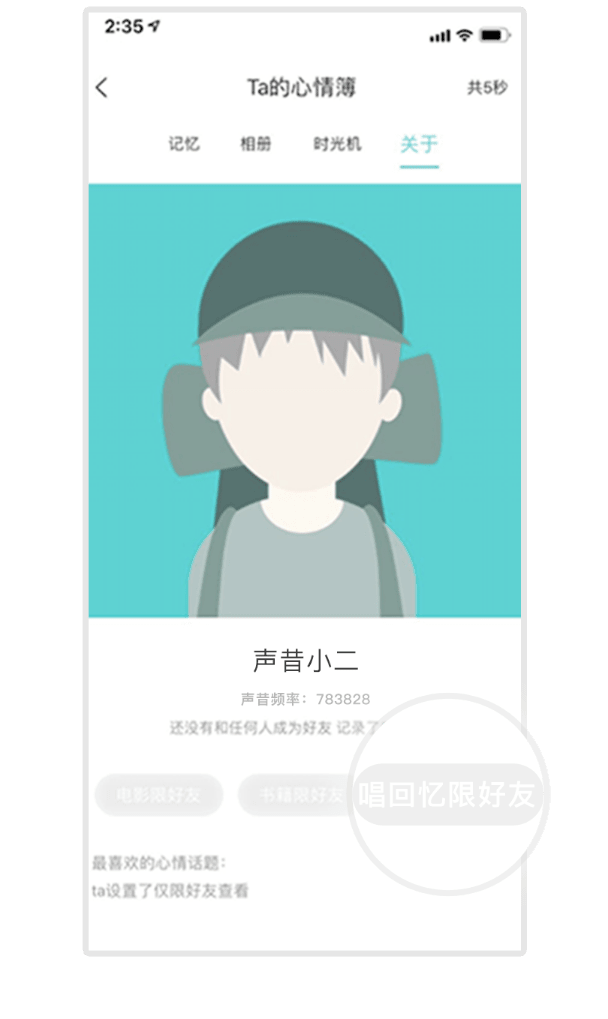 2:35
Ta的心情簿
共5秒
记忆 相册 时光机 关于
声昔小二
声昔频率：783828
还没有和任何人成为好友 记录了
电影限好友 书籍限好友 唱回忆限好友
最喜欢的心情话题：
ta设置了仅限好友查看